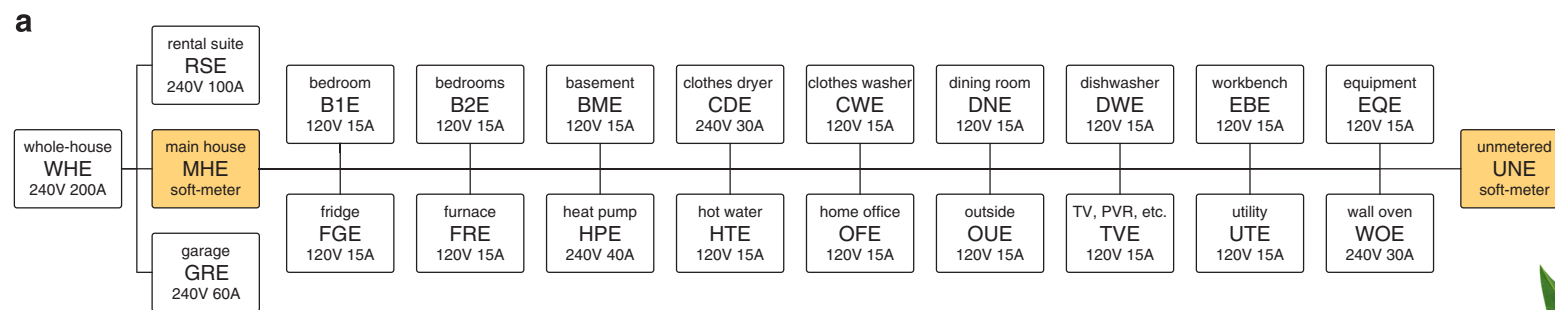 a
rental suite
RSE
240V 100A
whole-house
WHE
240V 200A
main house
MHE
soft-meter
garage
GRE
240V 60A
bedroom
B1E
120V 15A
bedrooms
B2E
120V 15A
basement
BME
120V 15A
clothes dryer
CDE
240V 30A
clothes washer
CWE
120V 15A
dining room
DNE
120V 15A
dishwasher
DWE
120V 15A
workbench
EBE
120V 15A
equipment
EQE
120V 15A
fridge
FGE
120V 15A
furnace
FRE
120V 15A
heat pump
HPE
240V 40A
hot water
HTE
120V 15A
home office
OFE
120V 15A
outside
OUE
120V 15A
TV, PVR, etc.
TVE
120V 15A
utility
UTE
120V 15A
wall oven
WOE
240V 30A
unmetered
UNE
soft-meter